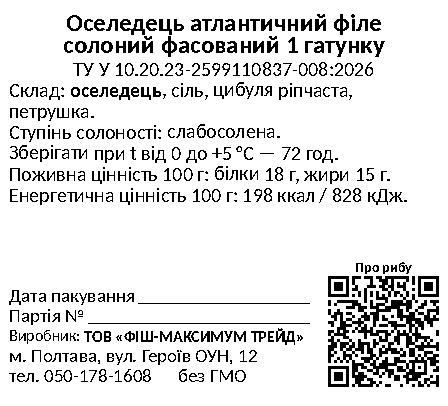 Оселедець атлантичний філе
солоний фасований 1 гатунку
ТУ У 10.20.23-2599110837-008:2026
Склад: оселедець, сіль, цибуля ріпчаста,
петрушка.
Ступінь солоності: слабосолена.
Зберігати при t від 0 до +5 °С — 72 год.
Поживна цінність 100 г: білки 18 г, жири 15 г.
Енергетична цінність 100 г: 198 ккал / 828 кДж.
Про рибу
Дата пакування
Партія №
Виробник: ТОВ «ФІШ-МАКСИМУМ ТРЕЙД»
м. Полтава, вул. Героїв ОУН, 12
тел. 050-178-1608 без ГМО